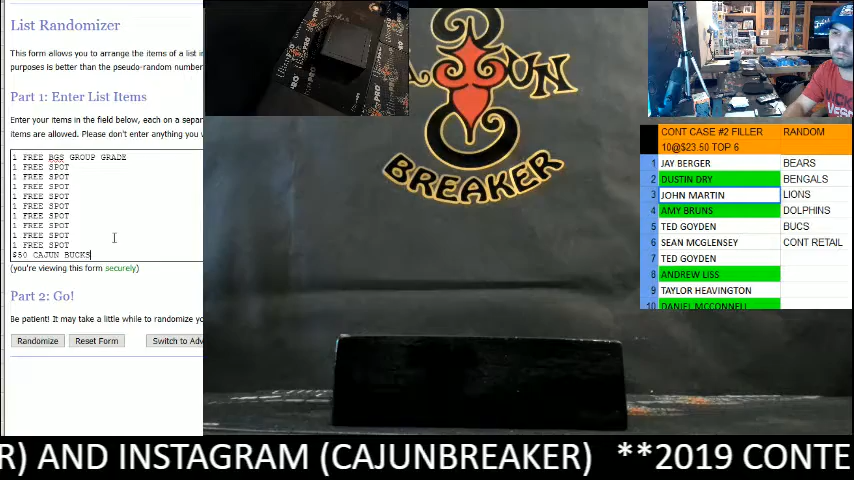 List Randomizer
This form allows you to arrange the items of a list in
purposes is better than the pseudo-random number
Part 1: Enter List Items
Enter your items in the field below, each on a separ
items are allowed. Please don't enter anything you
1 FREE BGS GROUP GRADE
1 FREE SPOT
1 FREE SPOT
1 FREE SPOT
1 FREE SPOT
1 FREE SPOT
1 FREE SPOT
1 FREE SPOT
1 FREE SPOT
1 FREE SPOT
$50 CAJUN BUCKS
(you're viewing this form securely)
Part 2: Go!
Be patient! It may take a little while to randomize yo
Randomize Reset Form Switch to Adv
UN
BREAKER
CONT CASE #2 FILLER RANDOM
10@$23.50 TOP 6
1 JAY BERGER BEARS
2 DUSTIN DRY BENGALS
3 JOHN MARTIN LIONS
4 AMY BRUNS DOLPHINS
5 TED GOYDEN BUCS
6 SEAN MCGLENSEY CONT RETAIL
7 TED GOYDEN
8 ANDREW LISS
9 TAYLOR HEAVINGTON
10 DANIEL MCCONNELL
R) AND INSTAGRAM (CAJUNBREAKER) **2019 CONTE